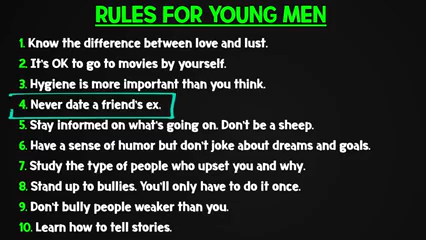 RULES FOR YOUNG MEN
1. Know the difference between love and lust.
2. It's OK to go to movies by yourself.
3. Hygiene is more important than you think.
4. Never date a friend's ex.
5. Stay informed on what's going on. Don't be a sheep.
6. Have a sense of humor but don't joke about dreams and goals.
7. Study the type of people who upset you and why.
8. Stand up to bullies. You'll only have to do it once.
9. Don't bully people weaker than you.
10. Learn how to tell stories.